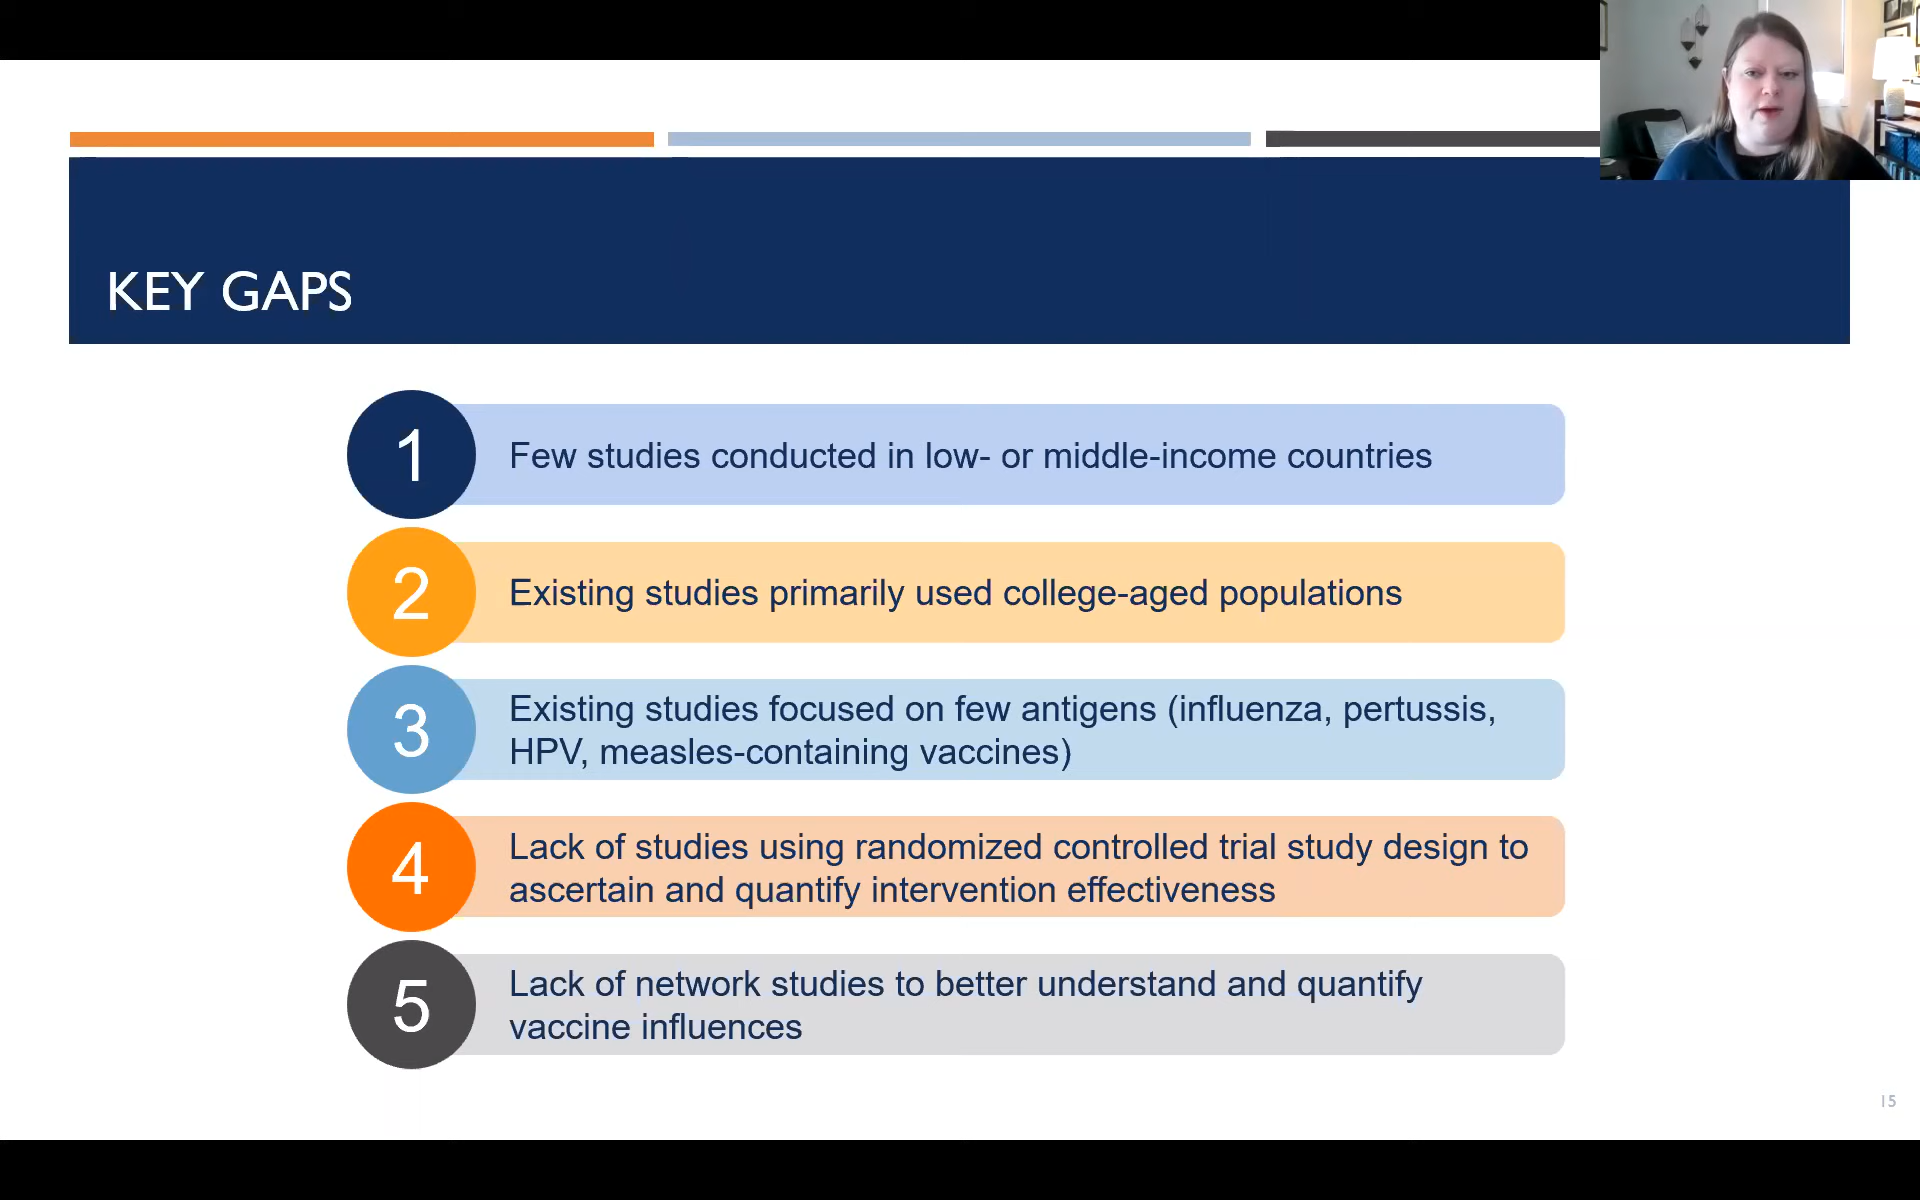 KEY GAPS
1
Few studies conducted in low- or middle-income countries
2
Existing studies primarily used college-aged populations
3
Existing studies focused on few antigens (influenza, pertussis,
HPV, measles-containing vaccines)
4
Lack of studies using randomized controlled trial study design to
ascertain and quantify intervention effectiveness
5
Lack of network studies to better understand and quantify
vaccine influences
15